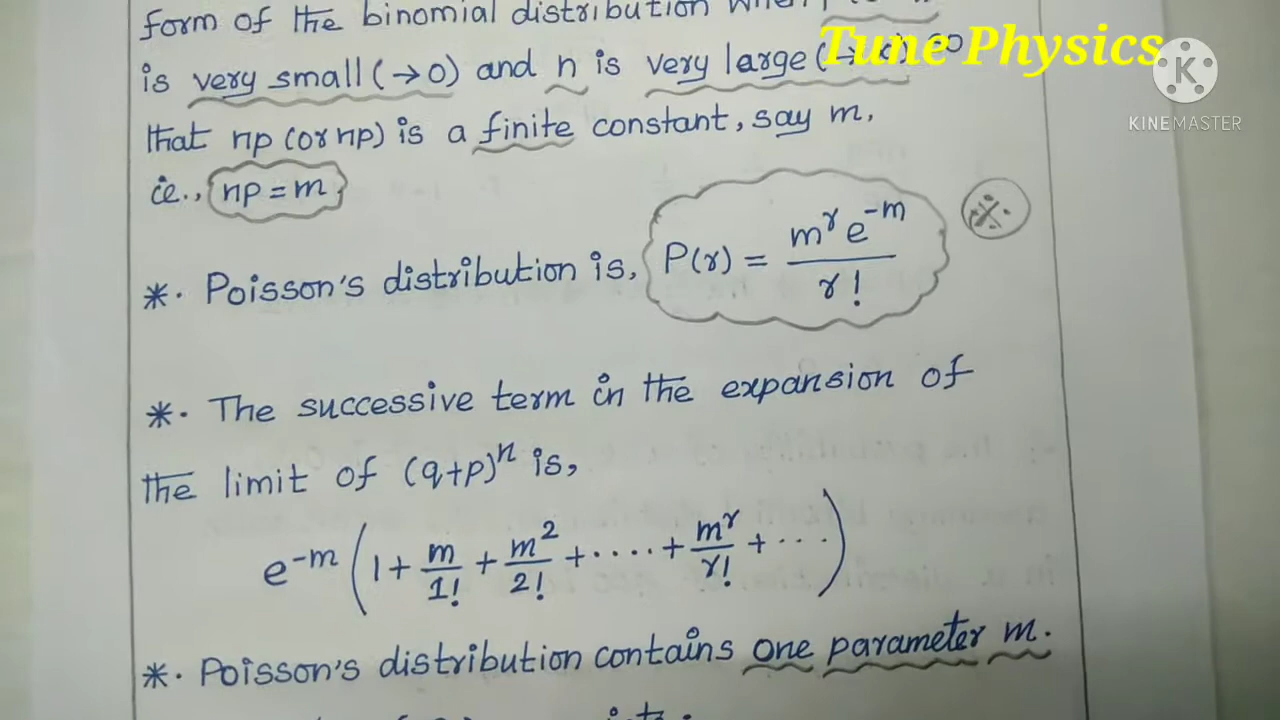 form of the binomial distribution when
Tune Physics
is very small (→0) and n is very large (→ ∞) ∞
K
KINEMASTER
that np (or np) is a finite constant, say m,
ie., np = m.
*. Poisson's distribution is, P(r) = m^r e^-m / r!
*. The successive term in the expansion of
the limit of (q+p)^n is,
e^-m (1 + m/1! + m^2/2! + .... + m^r/r! + ...)
*. Poisson's distribution contains one parameter m.